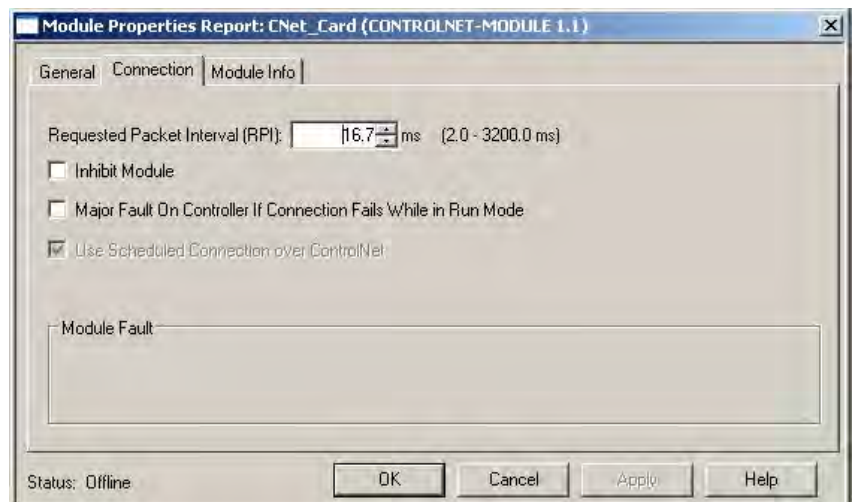 Module Properties Report: CNet_Card (CONTROLNET-MODULE 1.1)
General Connection Module Info
Requested Packet Interval (RPI): 16.7 ms (2.0 - 3200.0 ms)
Inhibit Module
Major Fault On Controller If Connection Fails While in Run Mode
Use Scheduled Connection over ControlNet
Module Fault
Status: Offline OK Cancel Apply Help